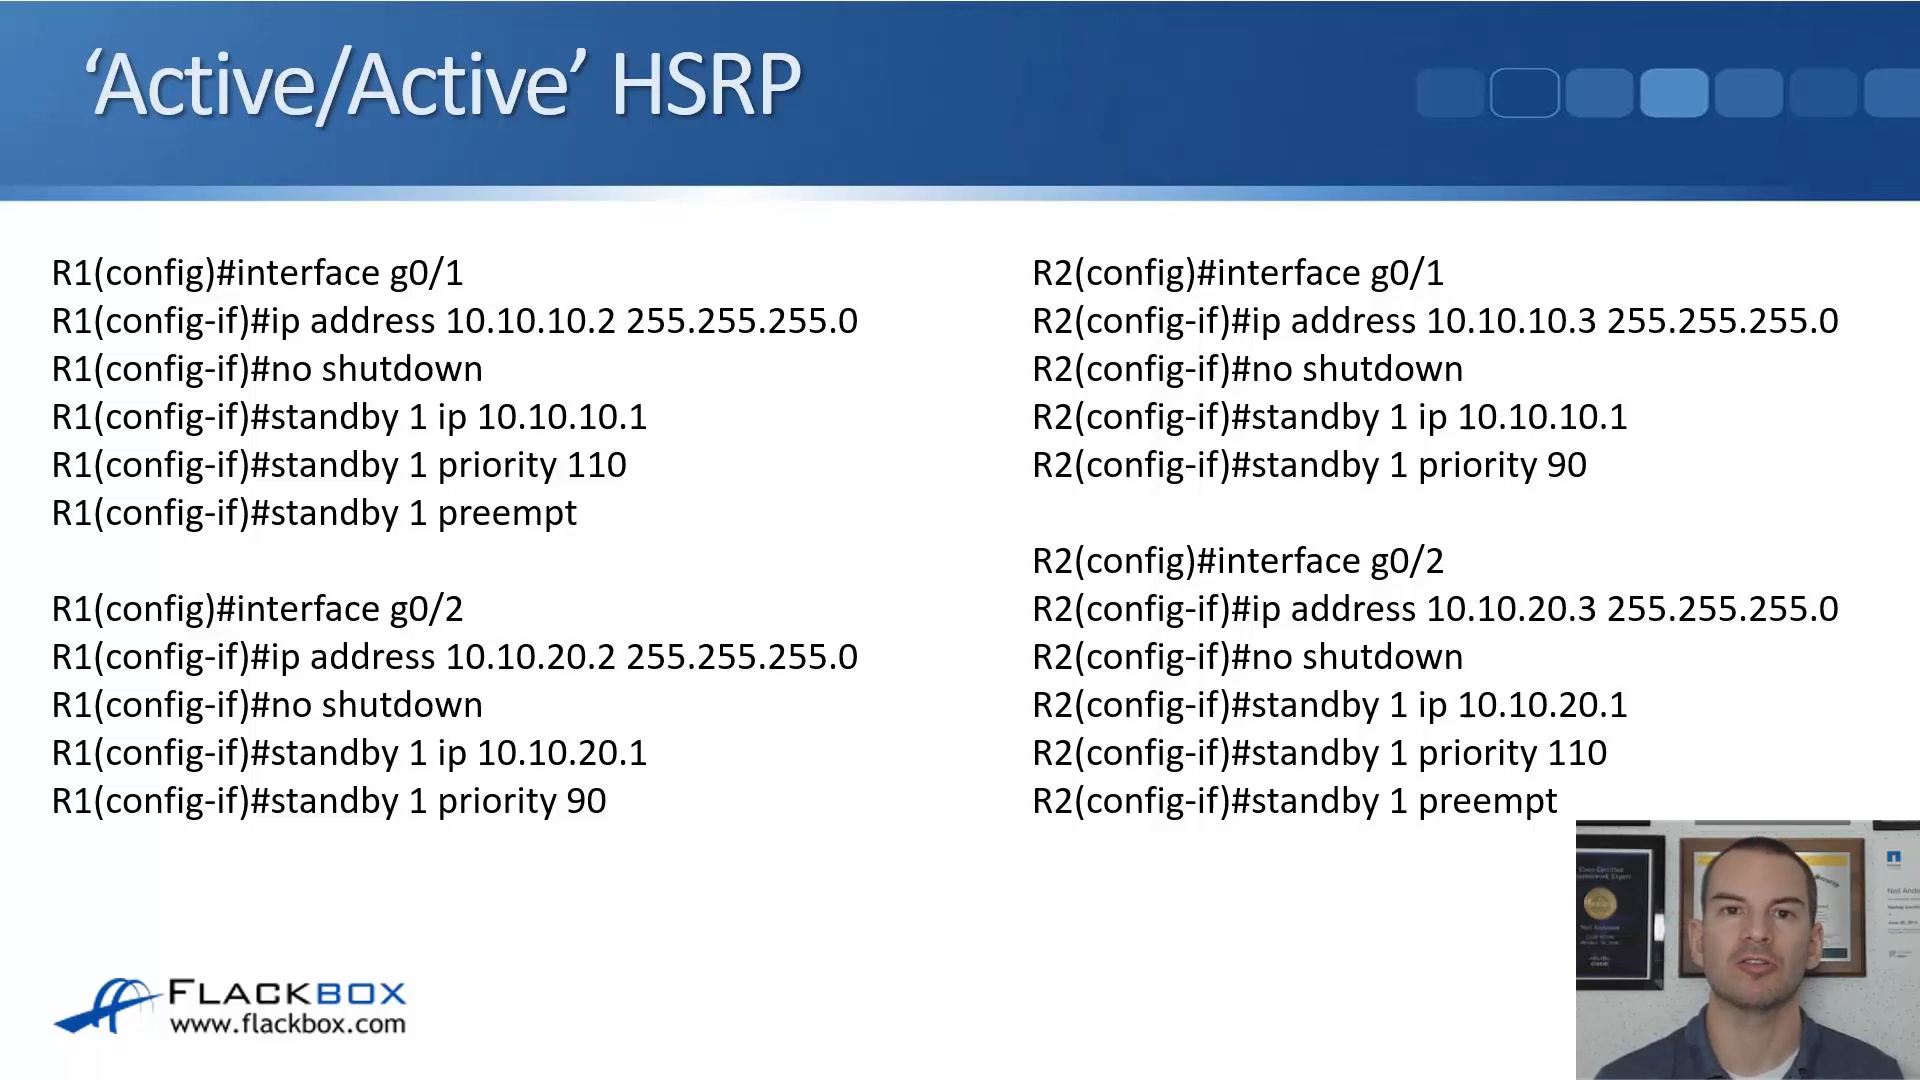 ‘Active/Active’ HSRP
R1(config)#interface g0/1
R1(config-if)#ip address 10.10.10.2 255.255.255.0
R1(config-if)#no shutdown
R1(config-if)#standby 1 ip 10.10.10.1
R1(config-if)#standby 1 priority 110
R1(config-if)#standby 1 preempt
R1(config)#interface g0/2
R1(config-if)#ip address 10.10.20.2 255.255.255.0
R1(config-if)#no shutdown
R1(config-if)#standby 1 ip 10.10.20.1
R1(config-if)#standby 1 priority 90
R2(config)#interface g0/1
R2(config-if)#ip address 10.10.10.3 255.255.255.0
R2(config-if)#no shutdown
R2(config-if)#standby 1 ip 10.10.10.1
R2(config-if)#standby 1 priority 90
R2(config)#interface g0/2
R2(config-if)#ip address 10.10.20.3 255.255.255.0
R2(config-if)#no shutdown
R2(config-if)#standby 1 ip 10.10.20.1
R2(config-if)#standby 1 priority 110
R2(config-if)#standby 1 preempt
FLACKBOX
www.flackbox.com